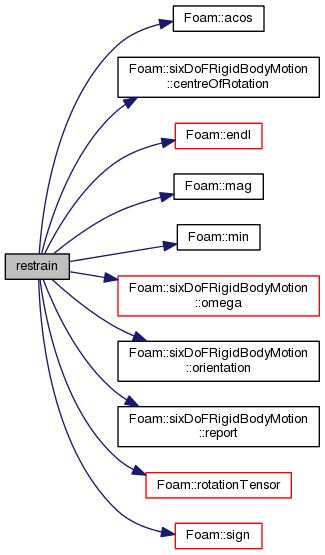 Foam::acos
Foam::sixDoFRigidBodyMotion
::centreOfRotation
Foam::endl
Foam::mag
Foam::min
restrain
Foam::sixDoFRigidBodyMotion
::omega
Foam::sixDoFRigidBodyMotion
::orientation
Foam::sixDoFRigidBodyMotion
::report
Foam::rotationTensor
Foam::sign